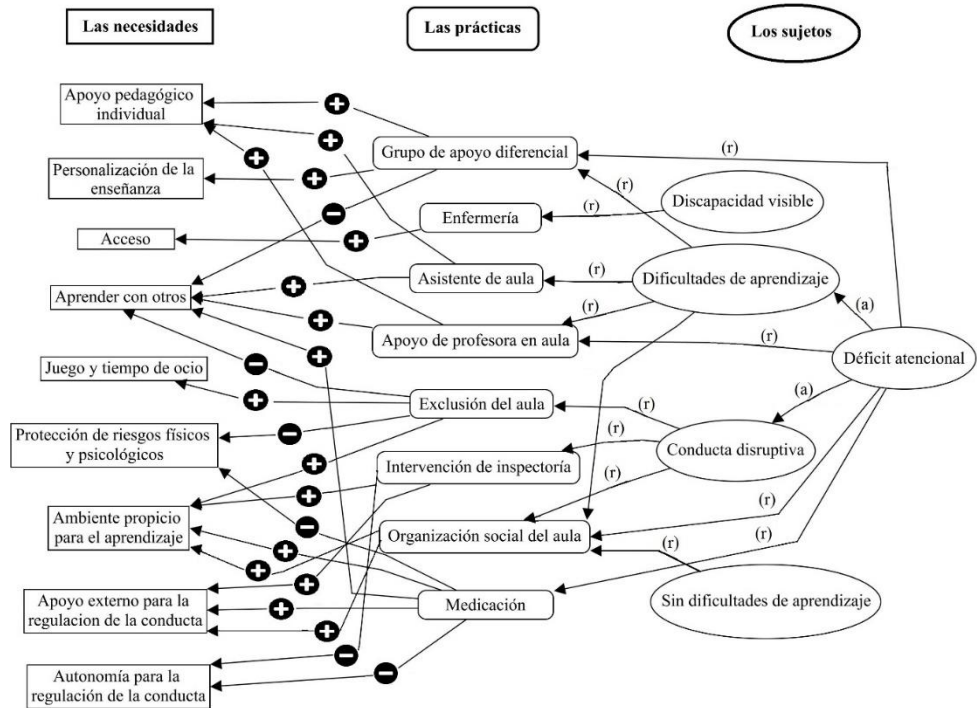 Las necesidades
Las prácticas
Los sujetos
Apoyo pedagógico
individual
Personalización de la
enseñanza
Acceso
Aprender con otros
Juego y tiempo de ocio
Protección de riesgos físicos
y psicológicos
Ambiente propicio
para el aprendizaje
Apoyo externo para la
regulacion de la conducta
Autonomía para la
regulación de la conducta
Grupo de apoyo diferencial
Enfermería
Asistente de aula
Apoyo de profesora en aula
Exclusión del aula
Intervención de inspectoría
Organización social del aula
Medicación
(r)
(r)
(r)
(r)
(r)
(r)
(r)
(r)
(r)
(r)
(r)
(r)
(a)
(a)
Discapacidad visible
Dificultades de aprendizaje
Déficit atencional
Conducta disruptiva
Sin dificultades de aprendizaje